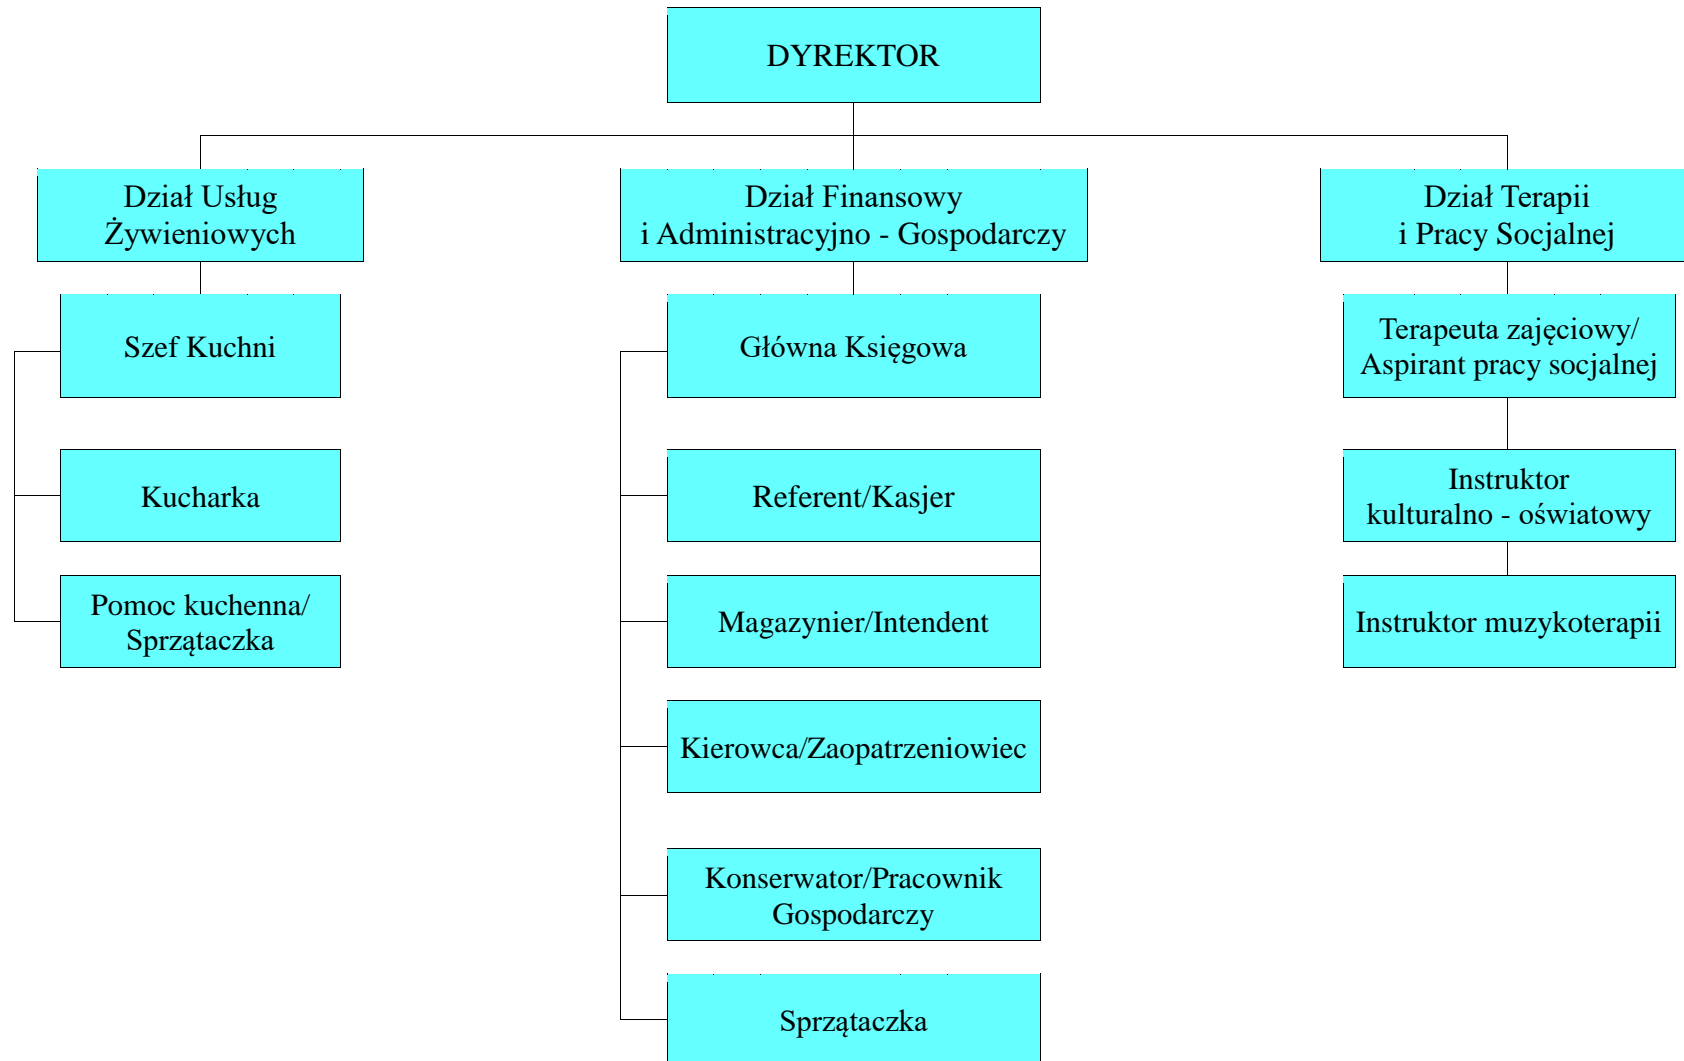 DYREKTOR
Dział Usług
Żywieniowych
Dział Finansowy
i Administracyjno - Gospodarczy
Dział Terapii
i Pracy Socjalnej
Szef Kuchni
Główna Księgowa
Terapeuta zajęciowy/
Aspirant pracy socjalnej
Kucharka
Referent/Kasjer
Instruktor
kulturalno - oświatowy
Pomoc kuchenna/
Sprzątaczka
Magazynier/Intendent
Instruktor muzykoterapii
Kierowca/Zaopatrzeniowiec
Konserwator/Pracownik
Gospodarczy
Sprzątaczka